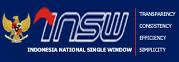 INSW
INDONESIA NATIONAL SINGLE WINDOW
TRANSPARENCY
CONSISTENCY
EFFICIENCY
SIMPLICITY